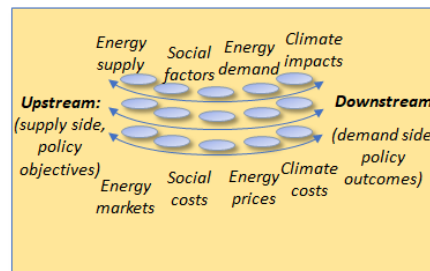 Energy supply
Social factors
Energy demand
Climate impacts
Upstream:
(supply side,
policy
objectives)
Downstream
(demand side
policy
outcomes)
Energy markets
Social costs
Energy prices
Climate costs